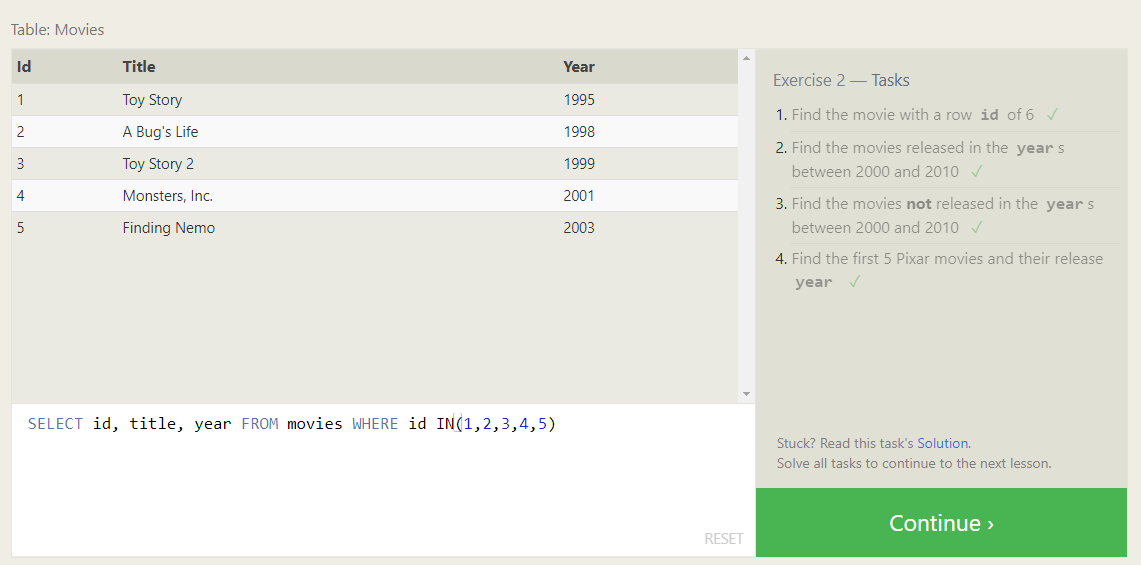 Table: Movies
Id Title Year
1 Toy Story 1995
2 A Bug's Life 1998
3 Toy Story 2 1999
4 Monsters, Inc. 2001
5 Finding Nemo 2003
SELECT id, title, year FROM movies WHERE id IN(1,2,3,4,5)
RESET
Exercise 2 — Tasks
1. Find the movie with a row id of 6 ✓
2. Find the movies released in the year s
between 2000 and 2010 ✓
3. Find the movies not released in the year s
between 2000 and 2010 ✓
4. Find the first 5 Pixar movies and their release
year ✓
Stuck? Read this task's Solution.
Solve all tasks to continue to the next lesson.
Continue ›